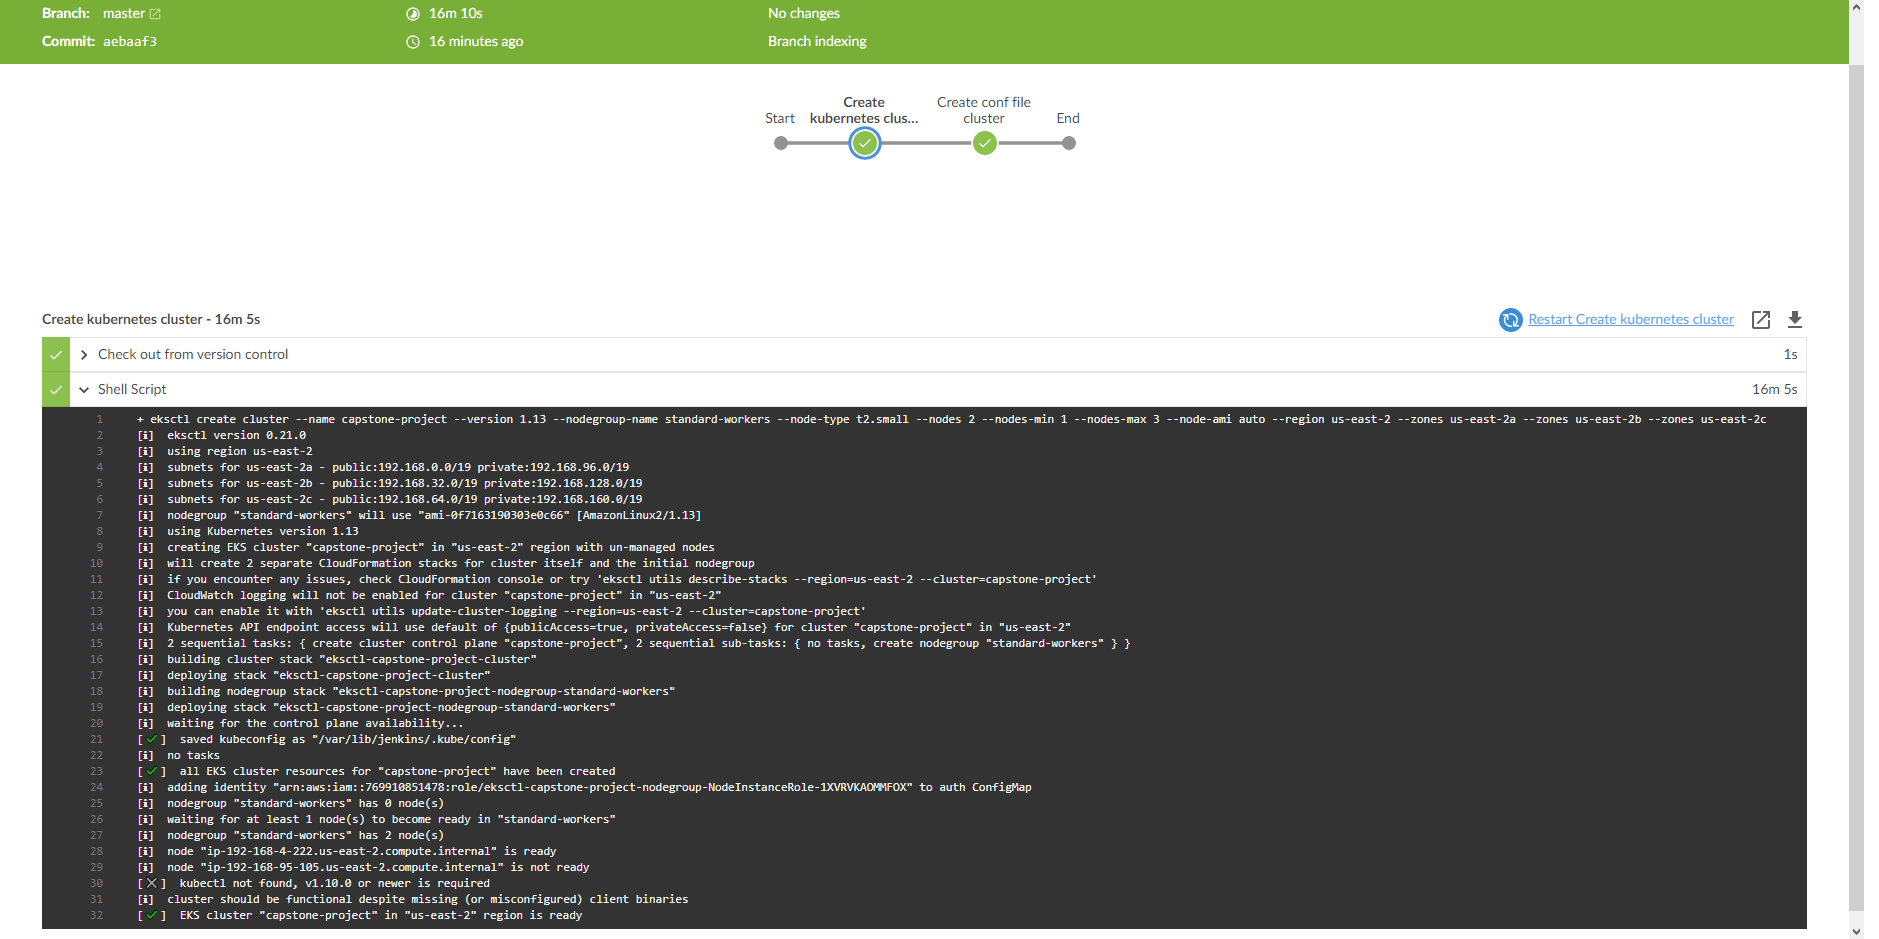 Branch: master
16m 10s
No changes
Commit: aebaaf3
16 minutes ago
Branch indexing
Start
Create
kubernetes clus...
Create conf file
cluster
End
Create kubernetes cluster - 16m 5s
Restart Create kubernetes cluster
Check out from version control
1s
Shell Script
16m 5s
1 + eksctl create cluster --name capstone-project --version 1.13 --nodegroup-name standard-workers --node-type t2.small --nodes 2 --nodes-min 1 --nodes-max 3 --node-ami auto --region us-east-2 --zones us-east-2a --zones us-east-2b --zones us-east-2c
2 [ℹ] eksctl version 0.21.0
3 [ℹ] using region us-east-2
4 [ℹ] subnets for us-east-2a - public:192.168.0.0/19 private:192.168.96.0/19
5 [ℹ] subnets for us-east-2b - public:192.168.32.0/19 private:192.168.128.0/19
6 [ℹ] subnets for us-east-2c - public:192.168.64.0/19 private:192.168.160.0/19
7 [ℹ] nodegroup "standard-workers" will use "ami-0f7163190303e0c66" [AmazonLinux2/1.13]
8 [ℹ] using Kubernetes version 1.13
9 [ℹ] creating EKS cluster "capstone-project" in "us-east-2" region with un-managed nodes
10 [ℹ] will create 2 separate CloudFormation stacks for cluster itself and the initial nodegroup
11 [ℹ] if you encounter any issues, check CloudFormation console or try 'eksctl utils describe-stacks --region=us-east-2 --cluster=capstone-project'
12 [ℹ] CloudWatch logging will not be enabled for cluster "capstone-project" in "us-east-2"
13 [ℹ] you can enable it with 'eksctl utils update-cluster-logging --region=us-east-2 --cluster=capstone-project'
14 [ℹ] Kubernetes API endpoint access will use default of {publicAccess=true, privateAccess=false} for cluster "capstone-project" in "us-east-2"
15 [ℹ] 2 sequential tasks: { create cluster control plane "capstone-project", 2 sequential sub-tasks: { no tasks, create nodegroup "standard-workers" } }
16 [ℹ] building cluster stack "eksctl-capstone-project-cluster"
17 [ℹ] deploying stack "eksctl-capstone-project-cluster"
18 [ℹ] building nodegroup stack "eksctl-capstone-project-nodegroup-standard-workers"
19 [ℹ] deploying stack "eksctl-capstone-project-nodegroup-standard-workers"
20 [ℹ] waiting for the control plane availability...
21 [✔] saved kubeconfig as "/var/lib/jenkins/.kube/config"
22 [ℹ] no tasks
23 [✔] all EKS cluster resources for "capstone-project" have been created
24 [ℹ] adding identity "arn:aws:iam::769910851478:role/eksctl-capstone-project-nodegroup-NodeInstanceRole-1XVRVKAOMMFOX" to auth ConfigMap
25 [ℹ] nodegroup "standard-workers" has 0 node(s)
26 [ℹ] waiting for at least 1 node(s) to become ready in "standard-workers"
27 [ℹ] nodegroup "standard-workers" has 2 node(s)
28 [ℹ] node "ip-192-168-4-222.us-east-2.compute.internal" is ready
29 [ℹ] node "ip-192-168-95-105.us-east-2.compute.internal" is not ready
30 [✖] kubectl not found, v1.10.0 or newer is required
31 [ℹ] cluster should be functional despite missing (or misconfigured) client binaries
32 [✔] EKS cluster "capstone-project" in "us-east-2" region is ready